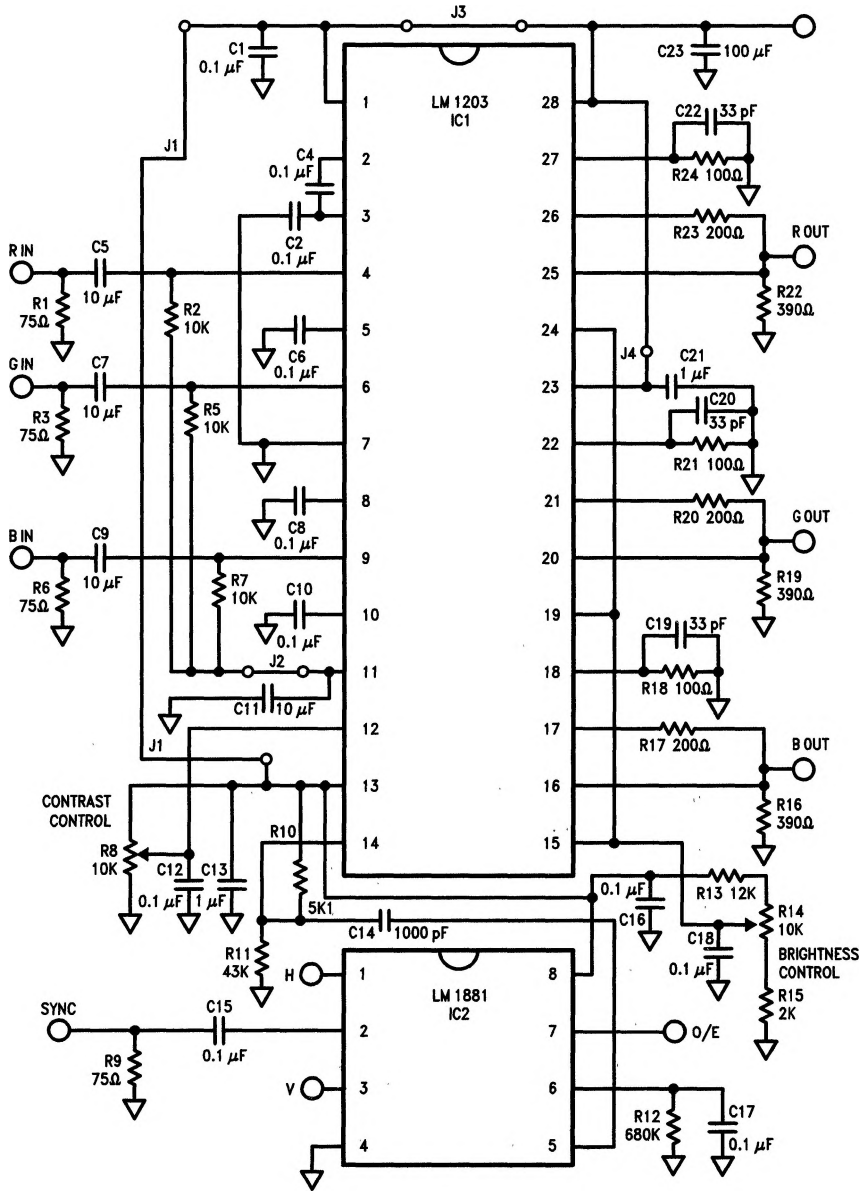 J3
C1
0.1 µF
C23
100 µF
LM 1203
IC1
1
28
C22
33 pF
J1
C4
0.1 µF
2
27
R24 100Ω
C2
0.1 µF
3
26
R23 200Ω
R IN
C5
10 µF
R OUT
4
25
R1
75Ω
R2
10K
R22
390Ω
5
24
C6
0.1 µF
J4
C21
1 µF
G IN
C7
10 µF
6
23
C20
33 pF
R3
75Ω
R5
10K
7
22
R21 100Ω
8
21
C8
0.1 µF
R20 200Ω
B IN
C9
10 µF
G OUT
9
20
R6
75Ω
R7
10K
R19
390Ω
C10
0.1 µF
10
19
C19
33 pF
J2
11
18
R18 100Ω
C11
10 µF
12
17
R17 200Ω
J1
B OUT
13
16
CONTRAST
CONTROL
R10
R16
390Ω
R8
10K
14
15
C12
0.1 µF
C13
1 µF
5K1
0.1 µF
C16
R13 12K
R14
10K
C14
1000 pF
C18
0.1 µF
BRIGHTNESS
CONTROL
R11
43K
H
1
8
LM 1881
IC2
R15
2K
SYNC
C15
0.1 µF
2
7
O/E
R9
75Ω
V
3
6
R12
680K
C17
0.1 µF
4
5